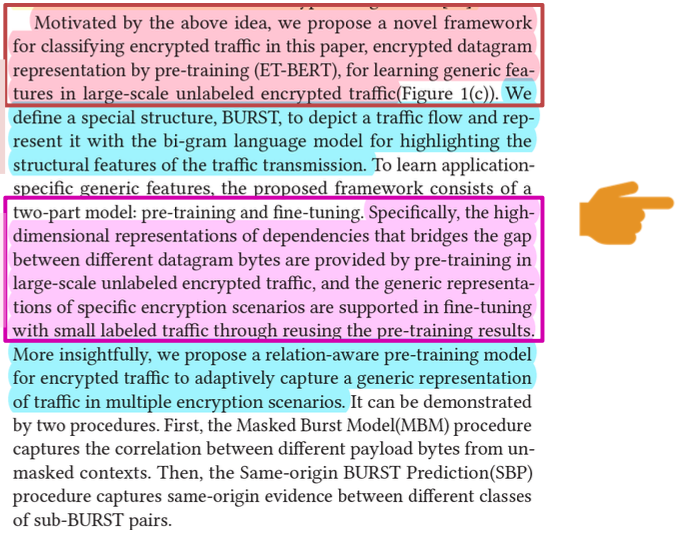 Motivated by the above idea, we propose a novel framework
for classifying encrypted traffic in this paper, encrypted datagram
representation by pre-training (ET-BERT), for learning generic fea-
tures in large-scale unlabeled encrypted traffic(Figure 1(c)). We
define a special structure, BURST, to depict a traffic flow and rep-
resent it with the bi-gram language model for highlighting the
structural features of the traffic transmission. To learn application-
specific generic features, the proposed framework consists of a
two-part model: pre-training and fine-tuning. Specifically, the high-
dimensional representations of dependencies that bridges the gap
between different datagram bytes are provided by pre-training in
large-scale unlabeled encrypted traffic, and the generic representa-
tions of specific encryption scenarios are supported in fine-tuning
with small labeled traffic through reusing the pre-training results.
More insightfully, we propose a relation-aware pre-training model
for encrypted traffic to adaptively capture a generic representation
of traffic in multiple encryption scenarios. It can be demonstrated
by two procedures. First, the Masked Burst Model(MBM) procedure
captures the correlation between different payload bytes from un-
masked contexts. Then, the Same-origin BURST Prediction(SBP)
procedure captures same-origin evidence between different classes
of sub-BURST pairs.